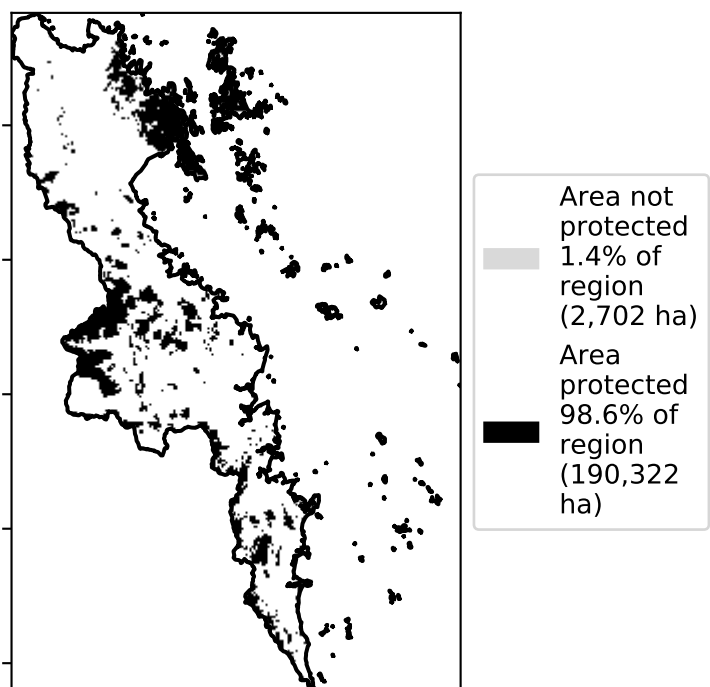 Area not
protected
1.4% of
region
(2,702 ha)
Area
protected
98.6% of
region
(190,322
ha)